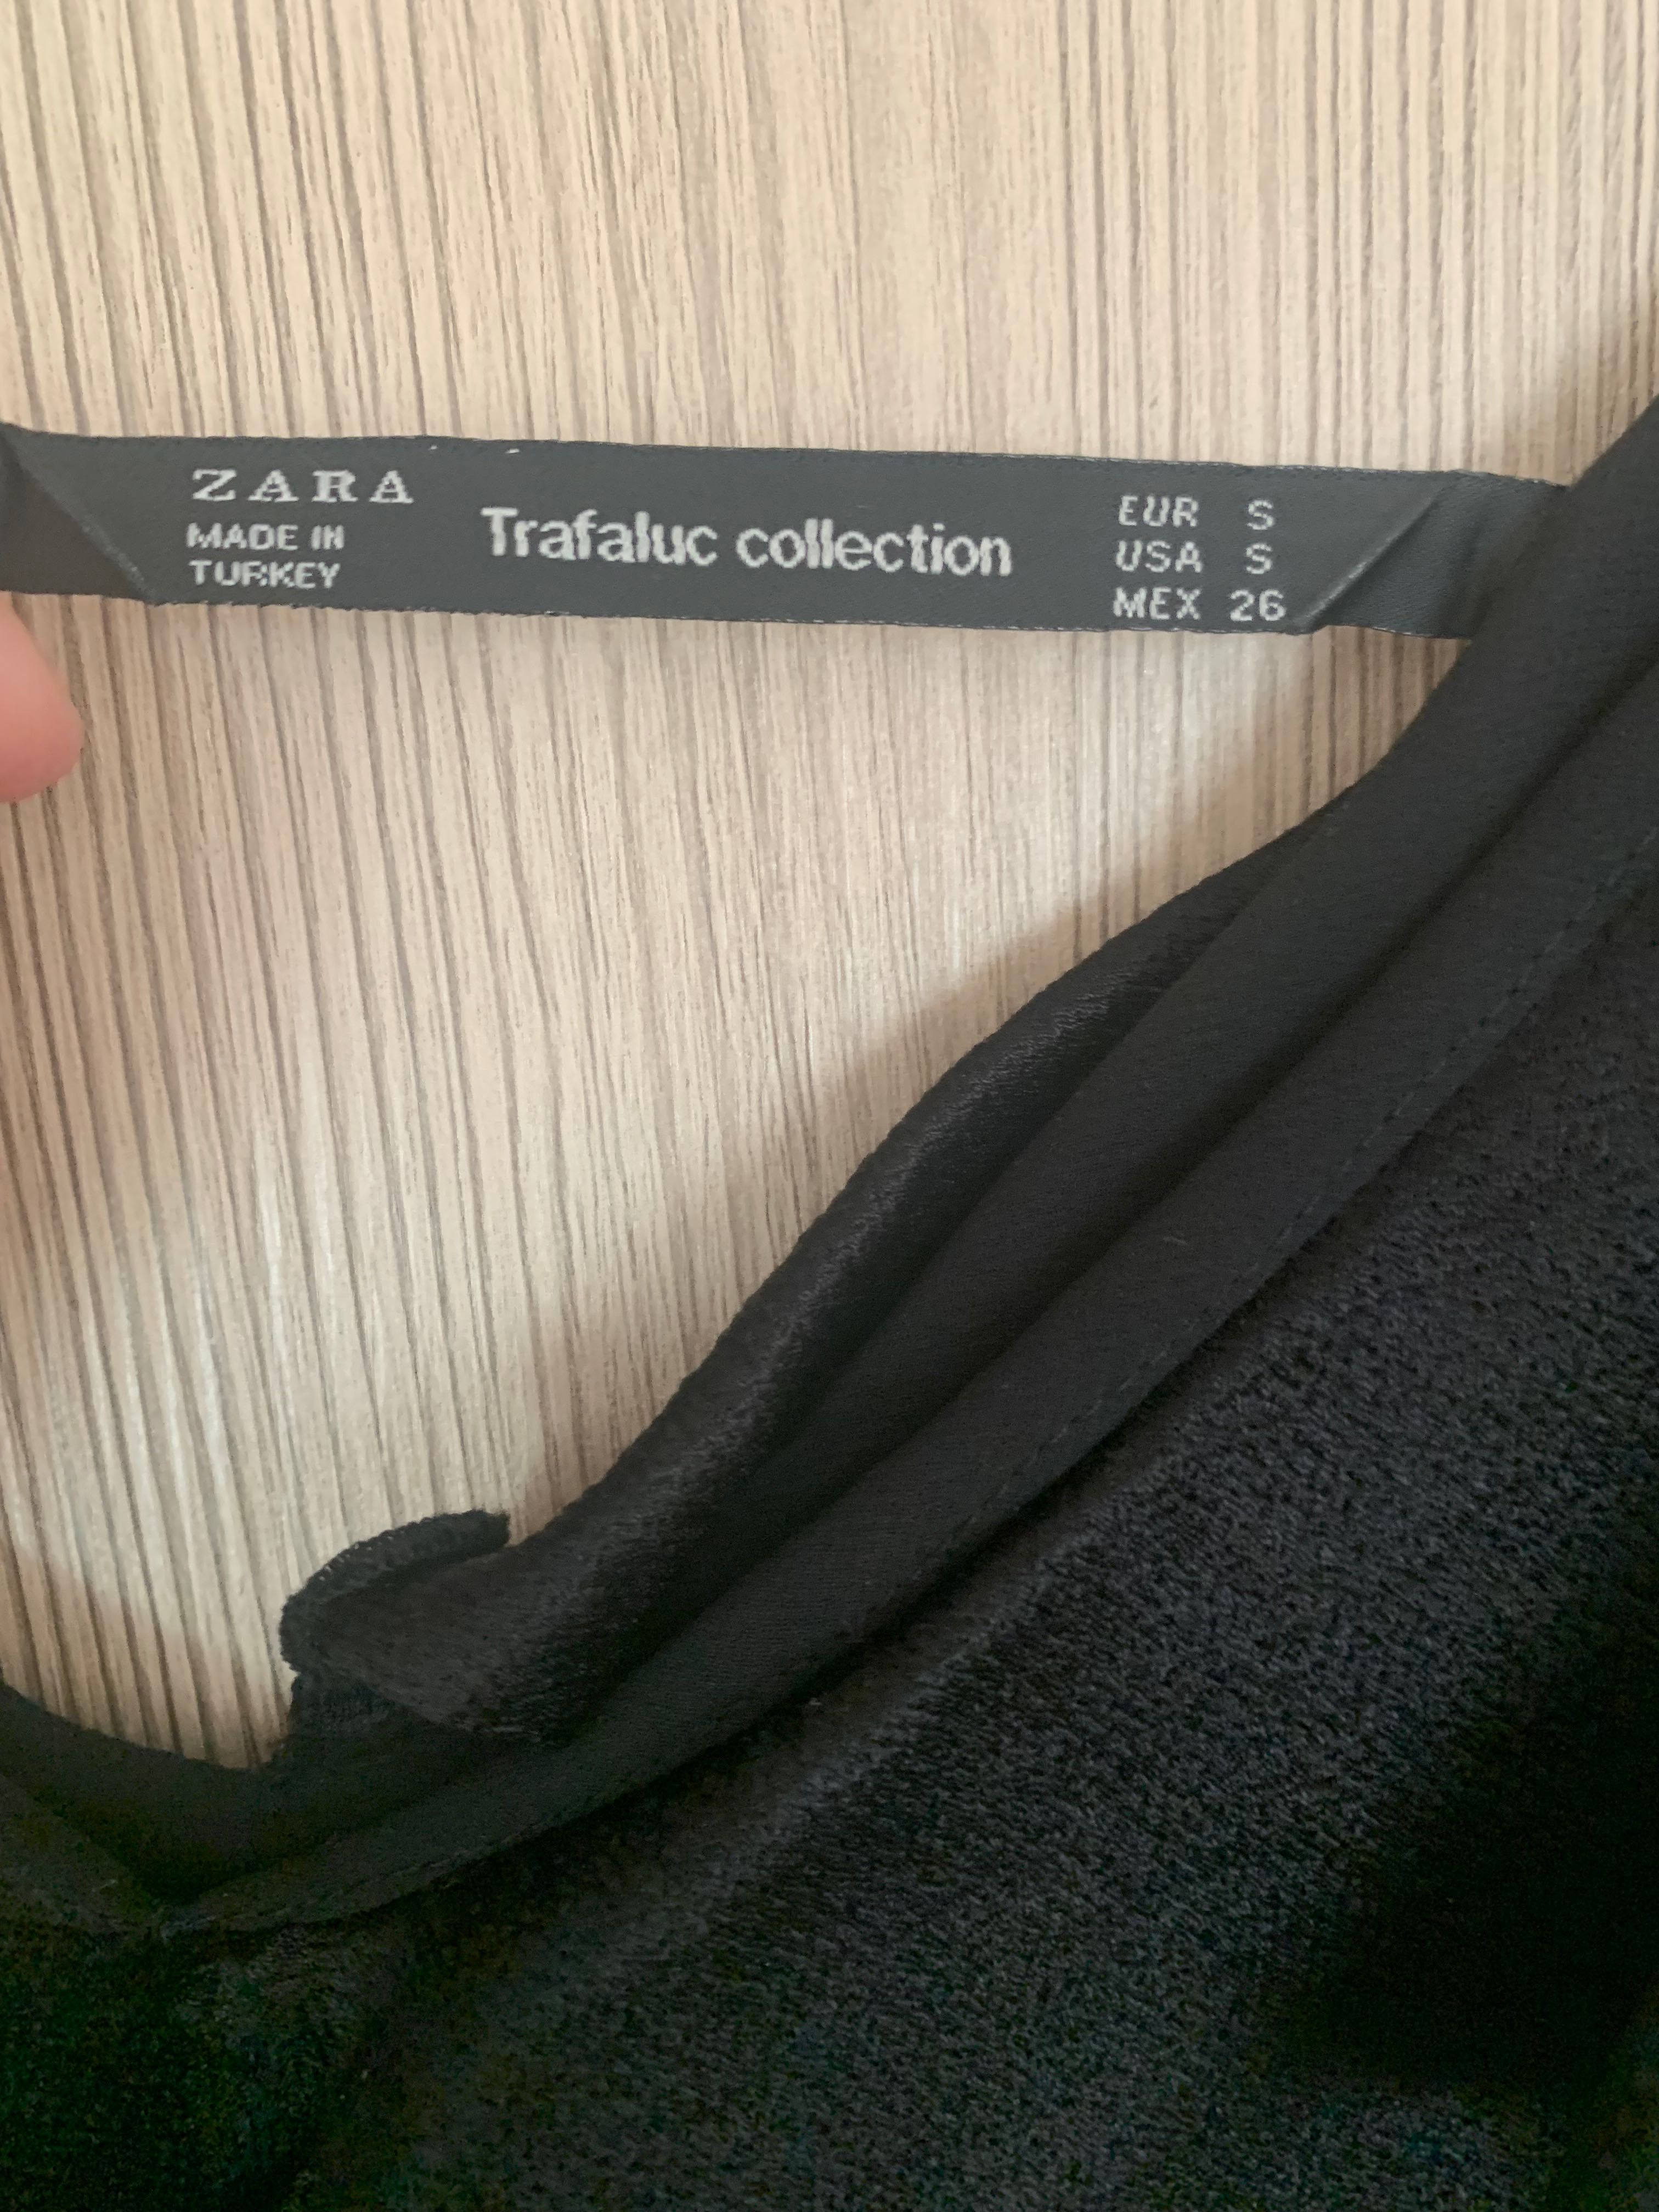 ZARA
MADE IN
TURKEY
Trafaluc collection
EUR S
USA S
MEX 26